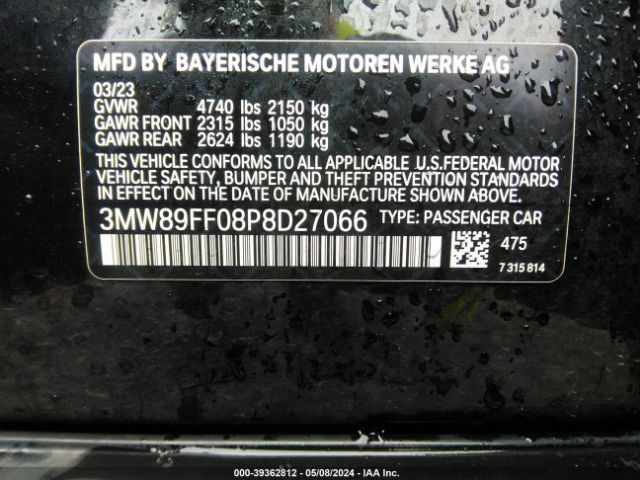 MFD BY BAYERISCHE MOTOREN WERKE AG
03/23
GVWR 4740 lbs 2150 kg
GAWR FRONT 2315 lbs 1050 kg
GAWR REAR 2624 lbs 1190 kg
THIS VEHICLE CONFORMS TO ALL APPLICABLE U.S.FEDERAL MOTOR
VEHICLE SAFETY, BUMPER AND THEFT PREVENTION STANDARDS
IN EFFECT ON THE DATE OF MANUFACTURE SHOWN ABOVE.
3MW89FF08P8D27066 TYPE: PASSENGER CAR
475
7 315 814
000-39362812 - 05/08/2024 - IAA Inc.